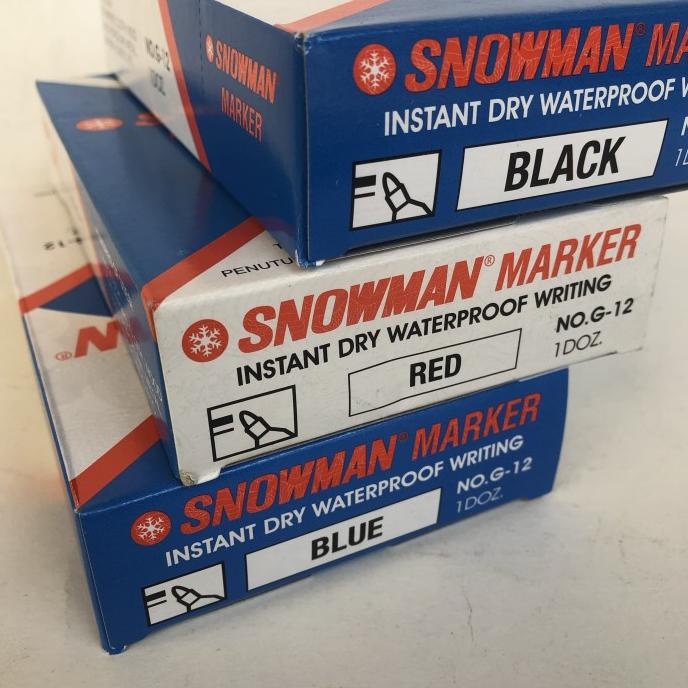 NO.G-12
1DOZ
SNOWMAN
MARKER
SNOWMAN® MA
INSTANT DRY WATERPROOF W
BLACK
PENUTU
SNOWMAN® MARKER
INSTANT DRY WATERPROOF WRITING
NO.G-12
RED
1DOZ.
SNOWMAN® MARKER
INSTANT DRY WATERPROOF WRITING
NO.G-12
BLUE
1DOZ.